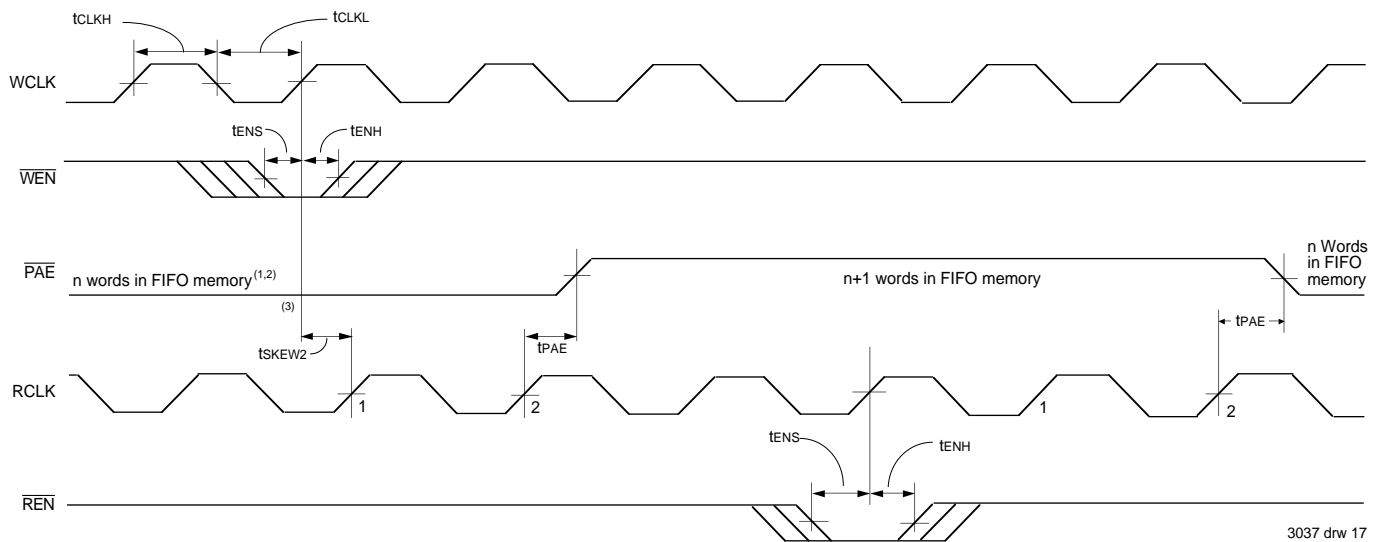 tCLKH
tCLKL
WCLK
tENS
tENH
WEN
PAE
n words in FIFO memory(1,2)
n+1 words in FIFO memory
n Words
in FIFO
memory
(3)
tSKEW2
tPAE
tPAE
RCLK
1
2
1
2
tENS
tENH
REN
3037 drw 17